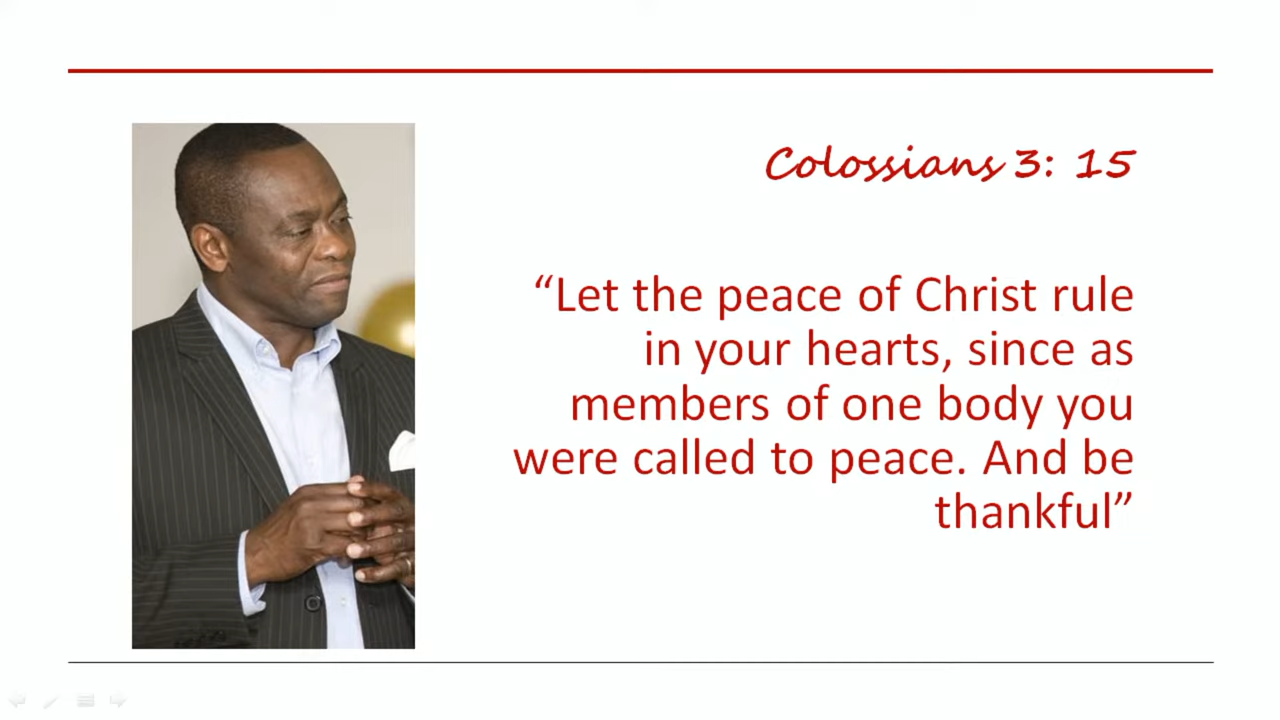 Colossians 3: 15
“Let the peace of Christ rule
in your hearts, since as
members of one body you
were called to peace. And be
thankful”